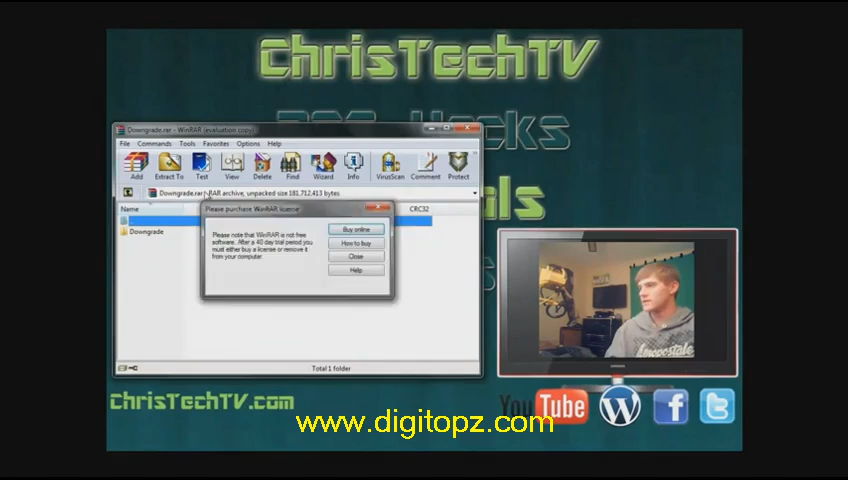 ChrisTechTV
Hacks
als
Downgrade.rar - WinRAR (evaluation copy)
File Commands Tools Favorites Options Help
Add Extract To Test View Delete Find Wizard Info VirusScan Comment Protect
Downgrade.rar - RAR archive, unpacked size 181,712,413 bytes
Name CRC32
..
Downgrade
Please purchase WinRAR license
Please note that WinRAR is not free
software. After a 40 day trial period you
must either buy a license or remove it
from your computer.
Buy online
How to buy
Close
Help
Total 1 folder
AEROPOSTALE
ChrisTechTV.com
YouTube
www.digitopz.com